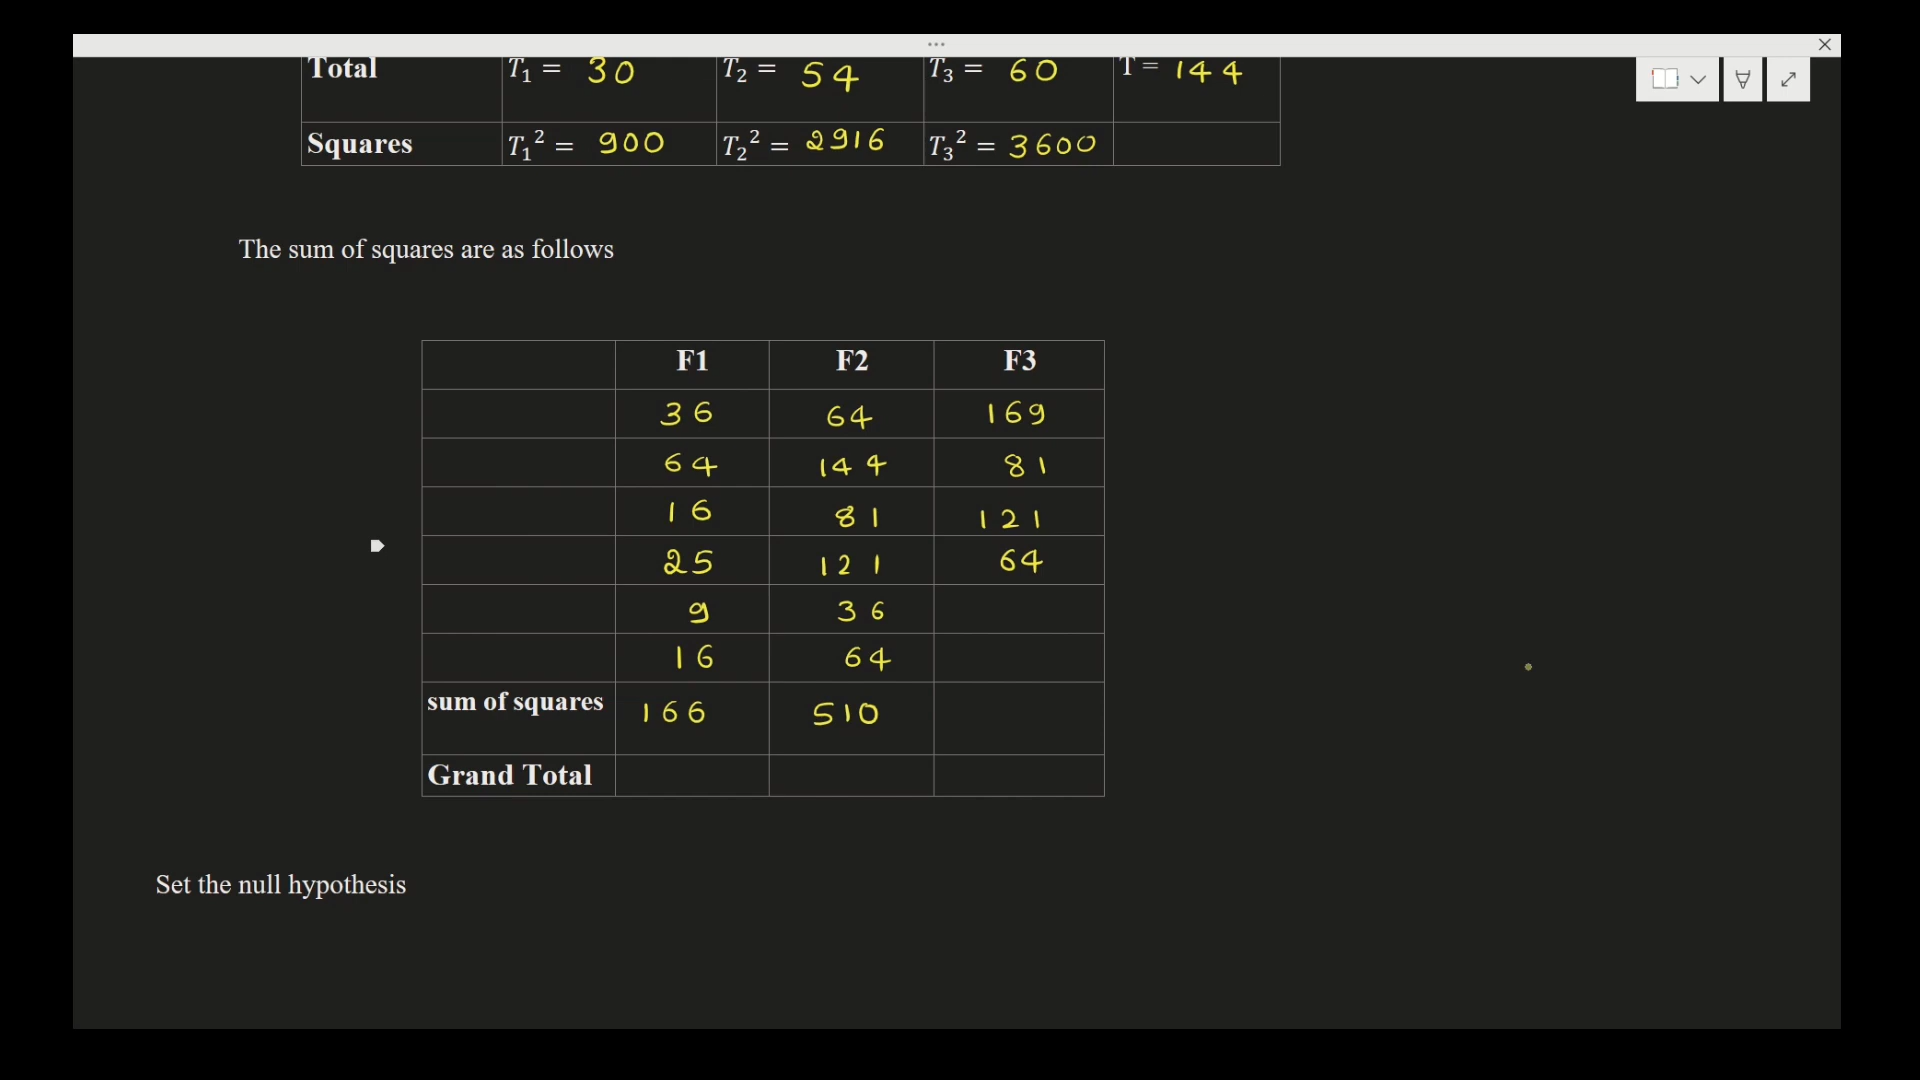 Total T₁ = 30 T₂ = 54 T₃ = 60 T = 144
Squares T₁² = 900 T₂² = 2916 T₃² = 3600
The sum of squares are as follows
F1 F2 F3
36 64 169
64 144 81
16 81 121
25 121 64
9 36
16 64
sum of squares 166 510
Grand Total
Set the null hypothesis